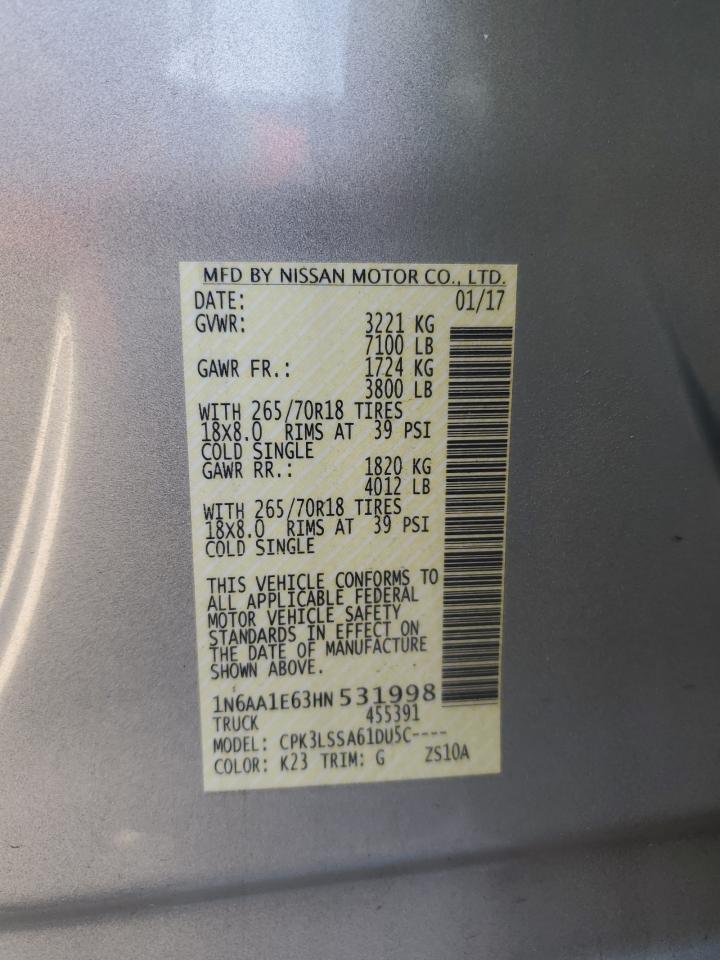 MFD BY NISSAN MOTOR CO., LTD.
DATE: 01/17
GVWR: 3221 KG
7100 LB
GAWR FR.: 1724 KG
3800 LB
WITH 265/70R18 TIRES
18X8.0 RIMS AT 39 PSI
COLD SINGLE
GAWR RR.: 1820 KG
4012 LB
WITH 265/70R18 TIRES
18X8.0 RIMS AT 39 PSI
COLD SINGLE
THIS VEHICLE CONFORMS TO
ALL APPLICABLE FEDERAL
MOTOR VEHICLE SAFETY
STANDARDS IN EFFECT ON
THE DATE OF MANUFACTURE
SHOWN ABOVE.
1N6AA1E63HN531998
TRUCK 455391
MODEL: CPK3LSSA61DU5C----
COLOR: K23 TRIM: G ZS10A